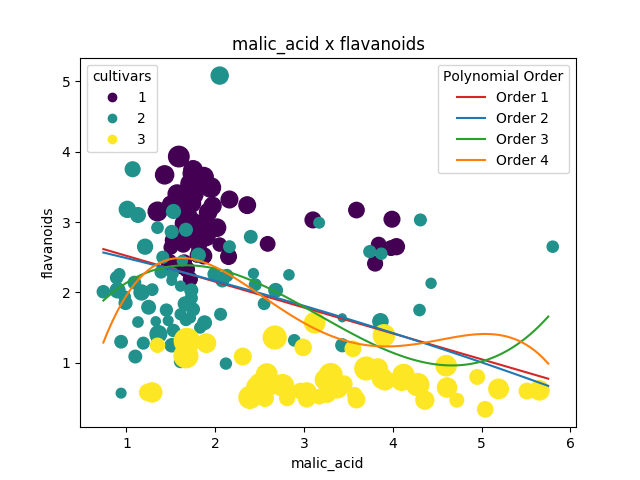 malic_acid x flavanoids
cultivars
1
2
3
Polynomial Order
Order 1
Order 2
Order 3
Order 4
flavanoids
5
4
3
2
1
1 2 3 4 5 6
malic_acid